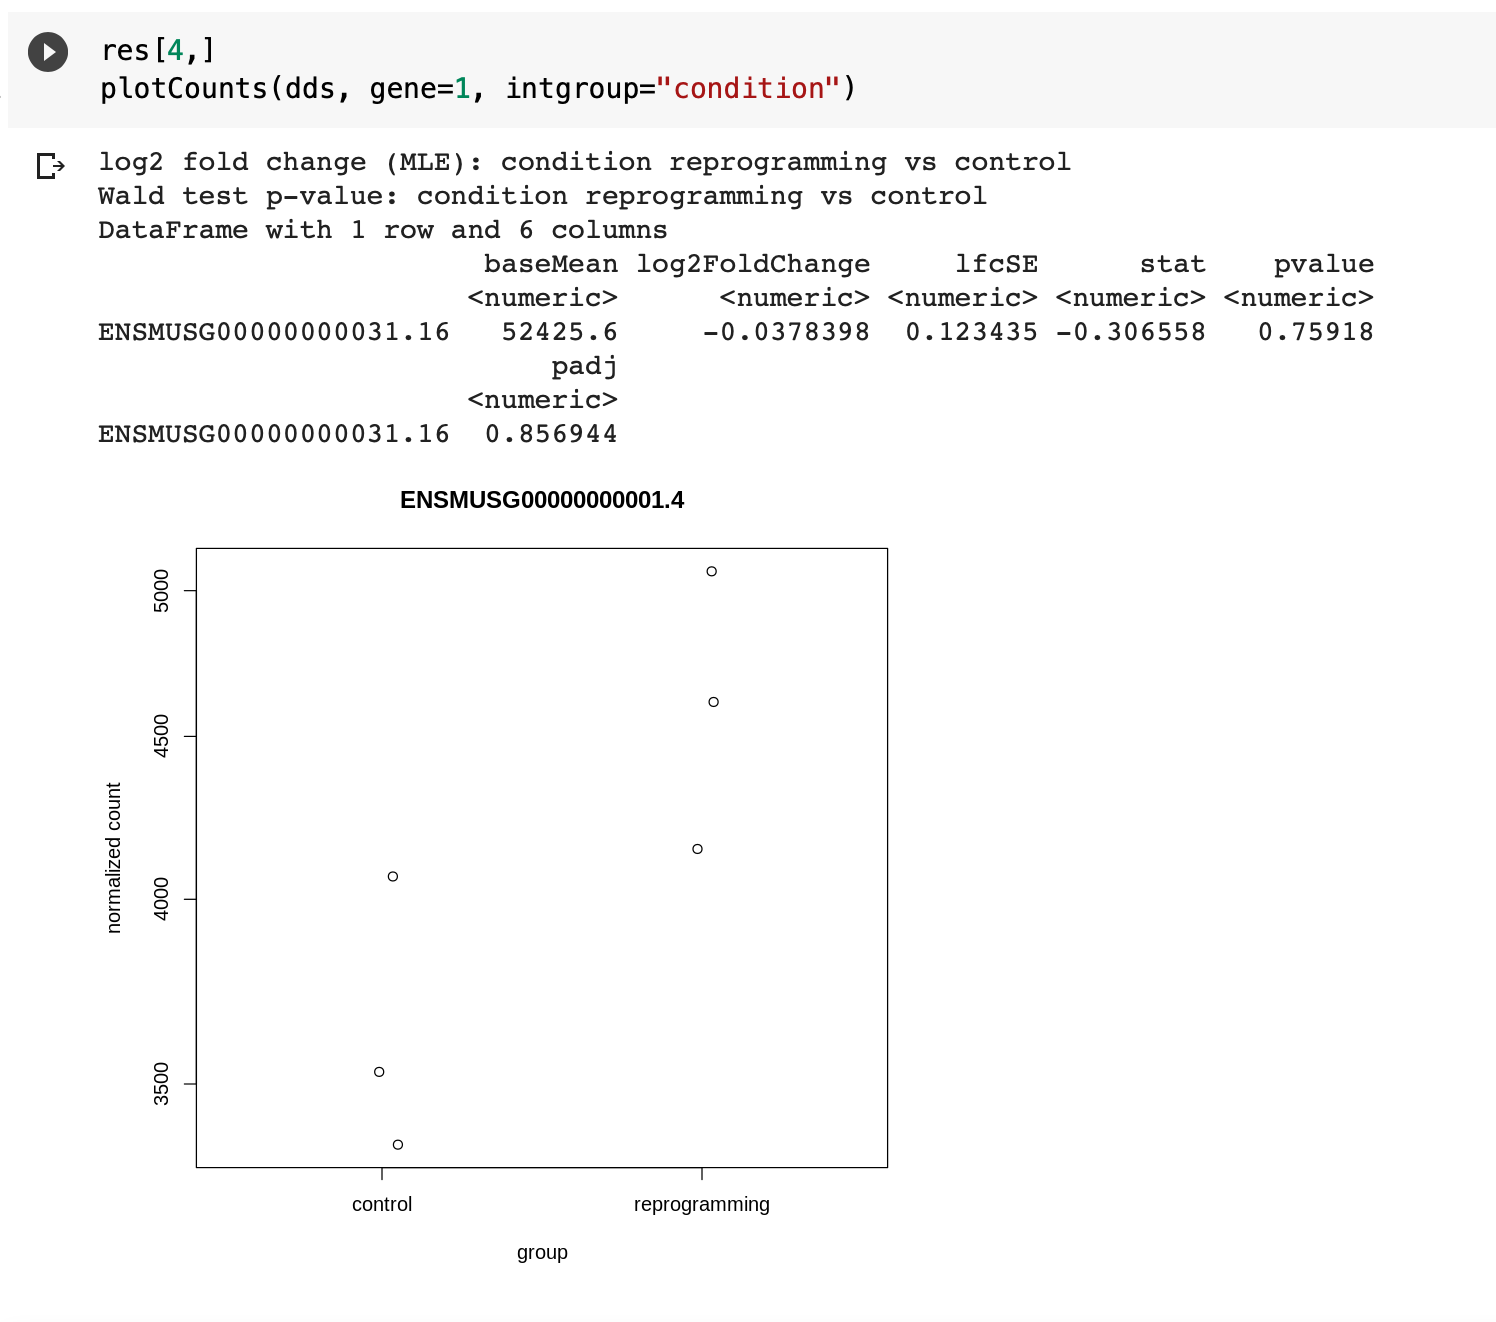 res[4,]
plotCounts(dds, gene=1, intgroup="condition")
log2 fold change (MLE): condition reprogramming vs control
Wald test p-value: condition reprogramming vs control
DataFrame with 1 row and 6 columns
baseMean log2FoldChange lfcSE stat pvalue
<numeric> <numeric> <numeric> <numeric> <numeric>
ENSMUSG00000000031.16 52425.6 -0.0378398 0.123435 -0.306558 0.75918
padj
<numeric>
ENSMUSG00000000031.16 0.856944
ENSMUSG00000000001.4
5000
4500
4000
3500
normalized count
control reprogramming
group